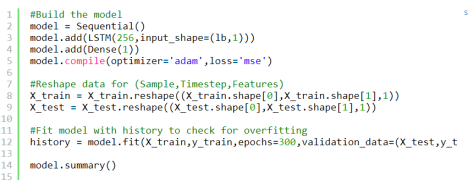 1 #Build the model
2 model = Sequential()
3 model.add(LSTM(256,input_shape=(lb,1)))
4 model.add(Dense(1))
5 model.compile(optimizer='adam',loss='mse')
6
7 #Reshape data for (Sample,Timestep,Features)
8 X_train = X_train.reshape((X_train.shape[0],X_train.shape[1],1))
9 X_test = X_test.reshape((X_test.shape[0],X_test.shape[1],1))
10
11 #Fit model with history to check for overfitting
12 history = model.fit(X_train,y_train,epochs=300,validation_data=(X_test,y_t
13
14 model.summary()
15
s